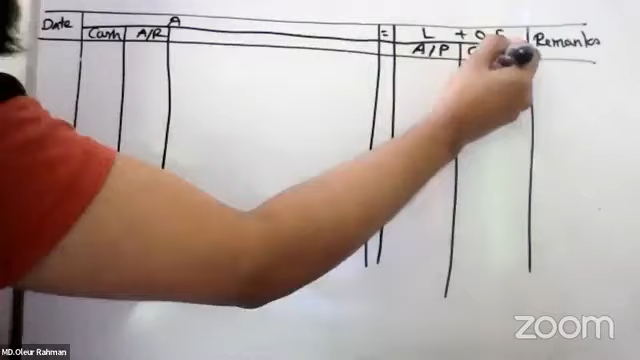 Date A = L + O Remarks
Cash A/R A/P
zoom
MD.Oleur Rahman